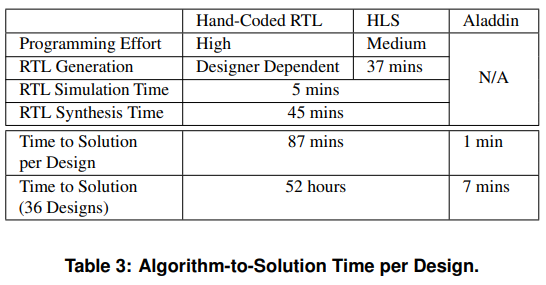 Hand-Coded RTL HLS Aladdin
Programming Effort High Medium
RTL Generation Designer Dependent 37 mins
N/A
RTL Simulation Time 5 mins
RTL Synthesis Time 45 mins
Time to Solution 87 mins 1 min
per Design
Time to Solution 52 hours 7 mins
(36 Designs)
Table 3: Algorithm-to-Solution Time per Design.